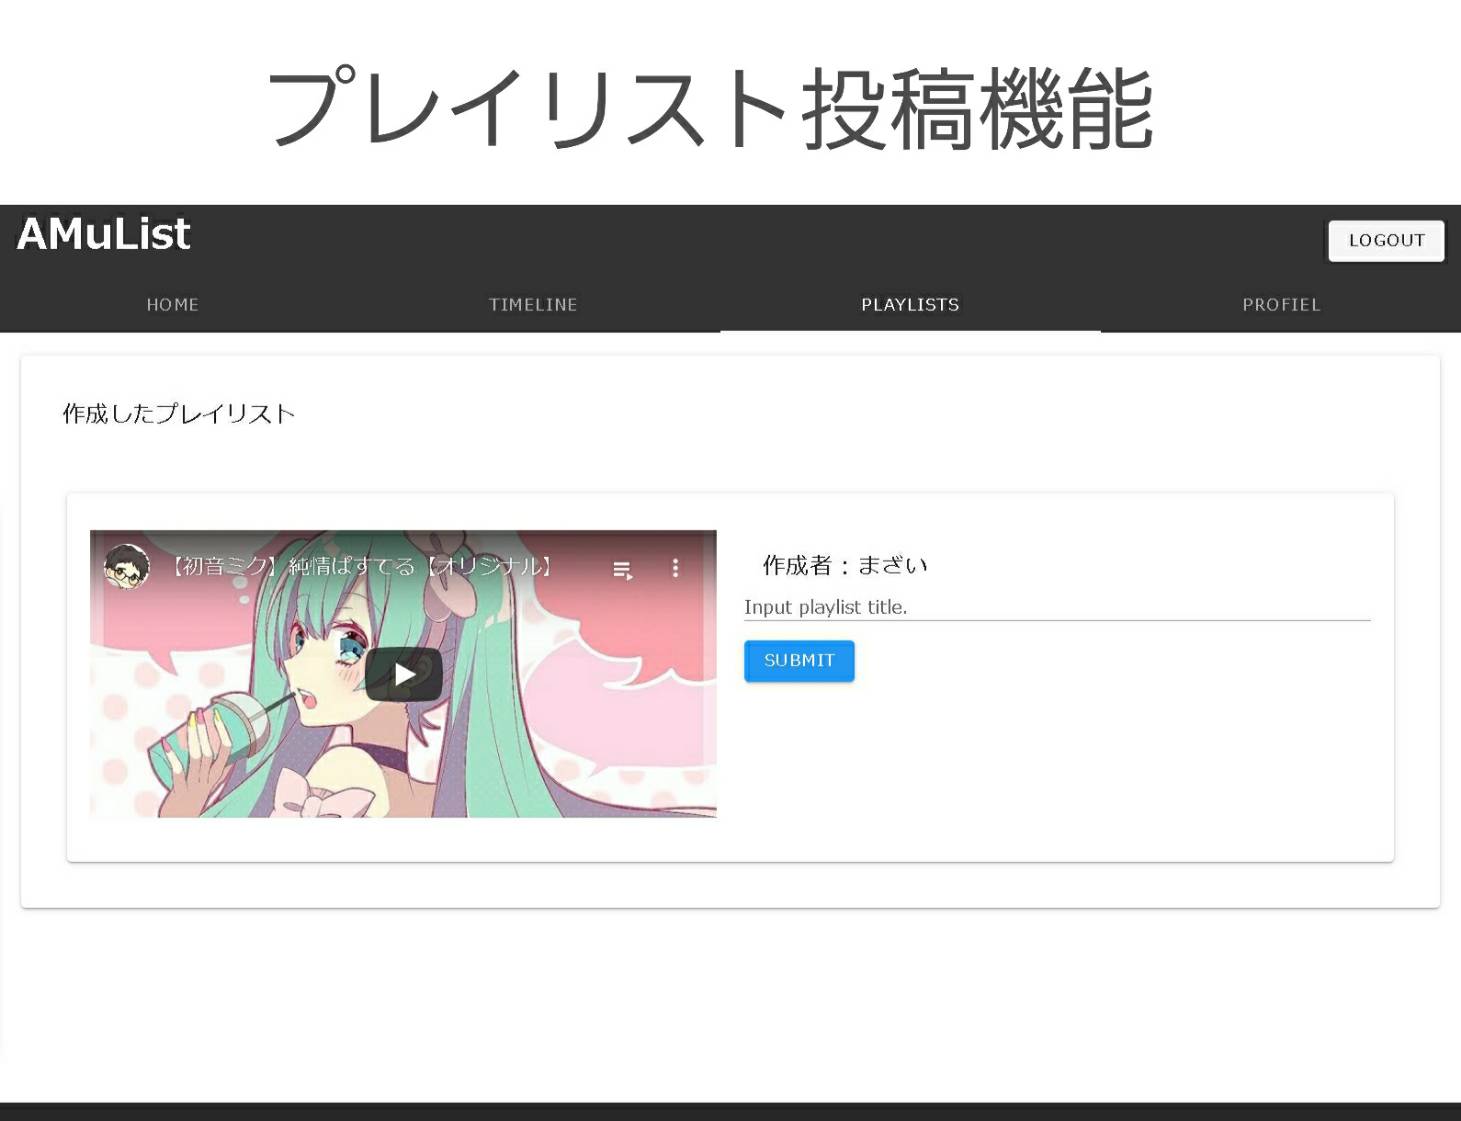 プレイリスト投稿機能
AMuList
LOGOUT
HOME
TIMELINE
PLAYLISTS
PROFIEL
作成したプレイリスト
【初音ミク】純情ぱすてる【オリジナル】
作成者：まざい
Input playlist title.
SUBMIT